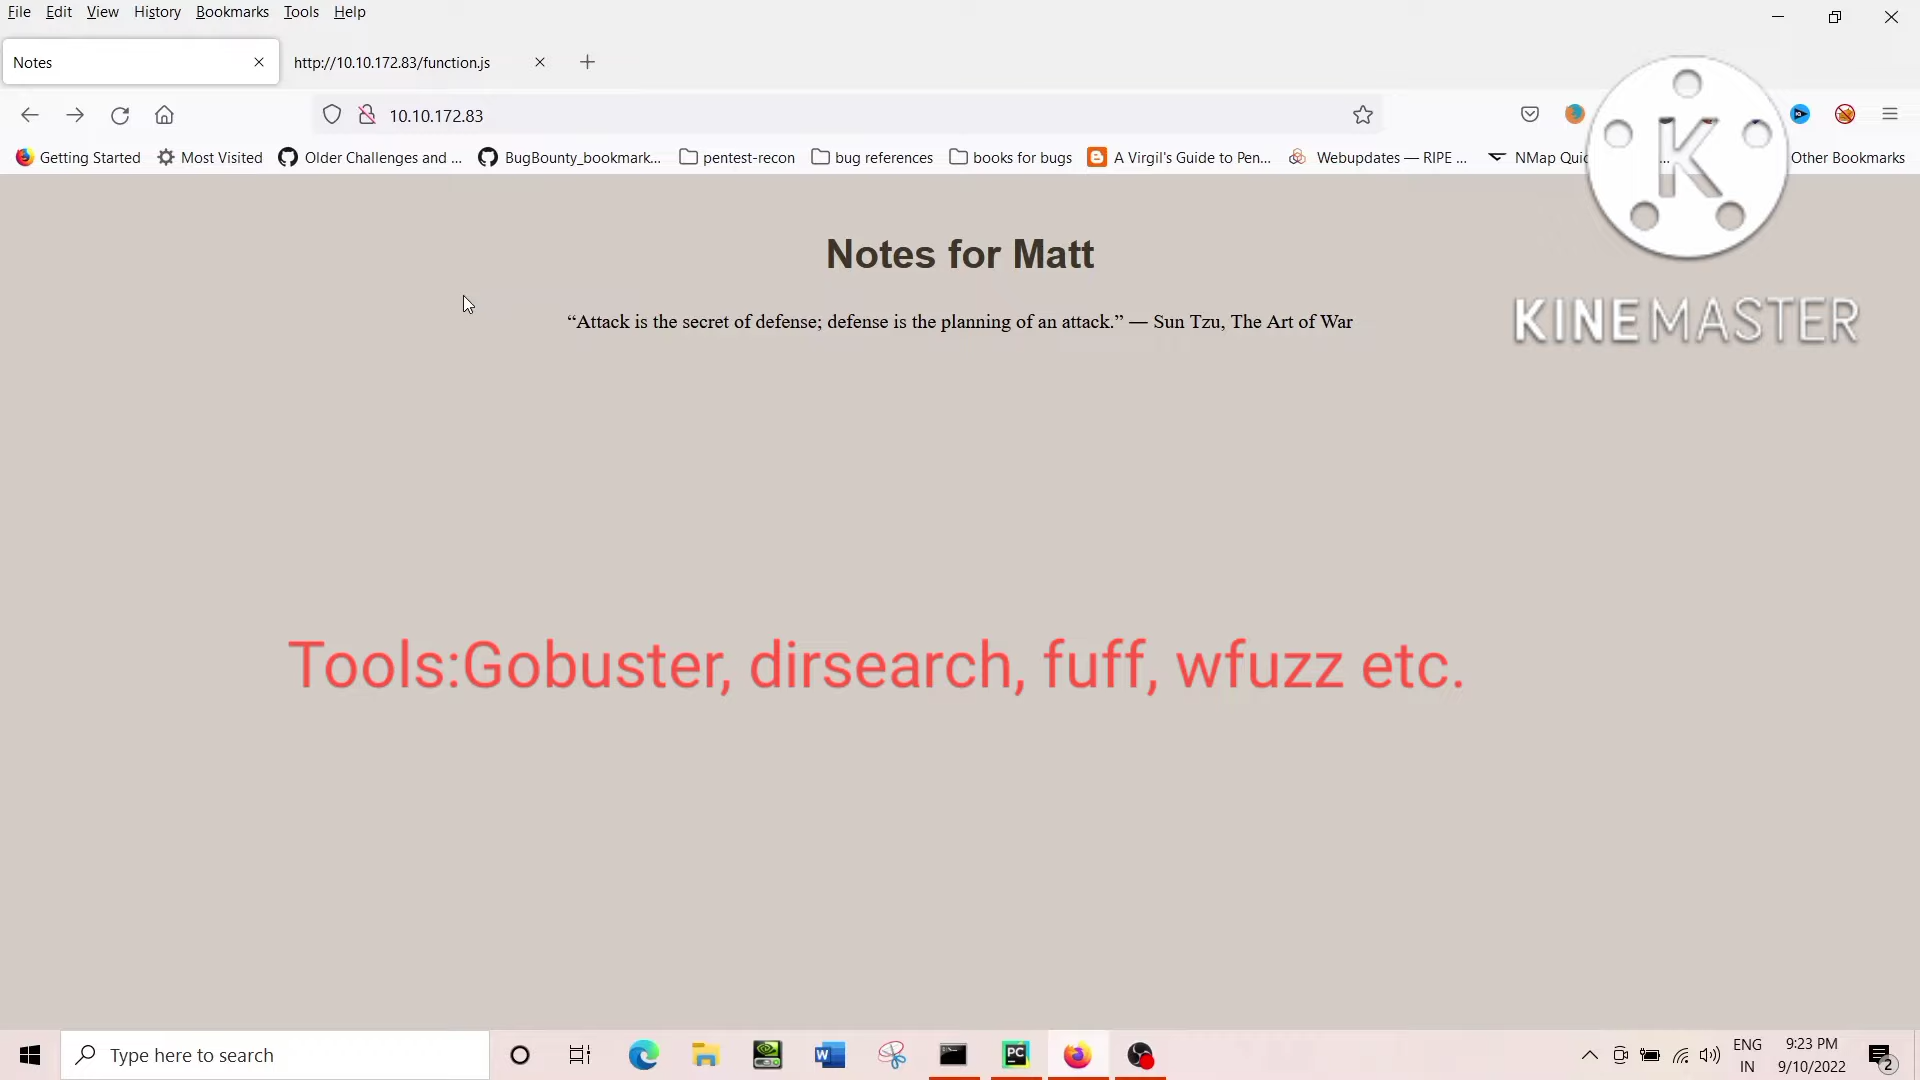 File Edit View History Bookmarks Tools Help
Notes http://10.10.172.83/function.js
10.10.172.83
Getting Started Most Visited Older Challenges and ... BugBounty_bookmark... pentest-recon bug references books for bugs A Virgil's Guide to Pen... Webupdates — RIPE ... NMap Other Bookmarks
K
KINEMASTER
Notes for Matt
“Attack is the secret of defense; defense is the planning of an attack.” — Sun Tzu, The Art of War
Tools:Gobuster, dirsearch, fuff, wfuzz etc.
Type here to search
PC
ENG
IN
9:23 PM
9/10/2022
2